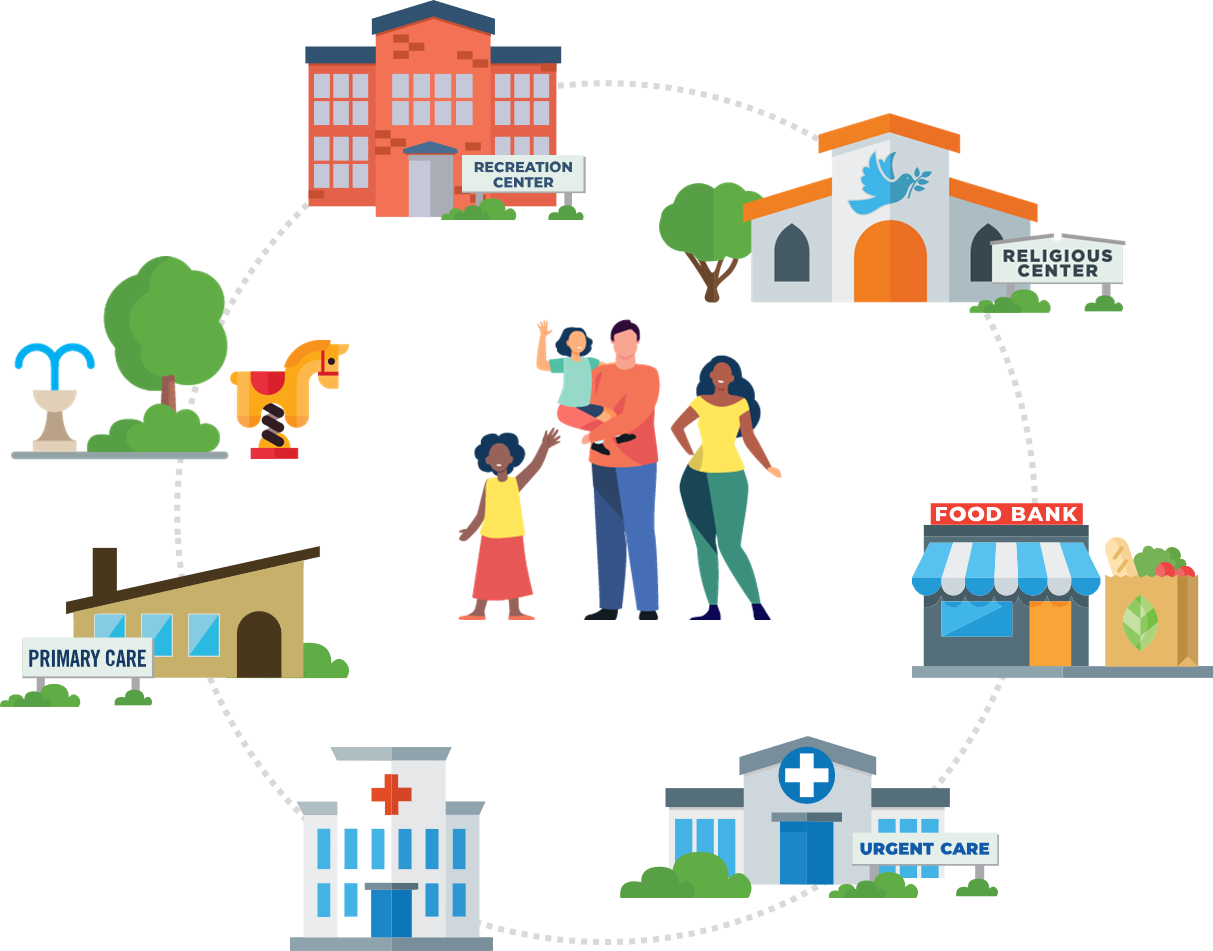 RECREATION
CENTER
RELIGIOUS
CENTER
FOOD BANK
PRIMARY CARE
URGENT CARE